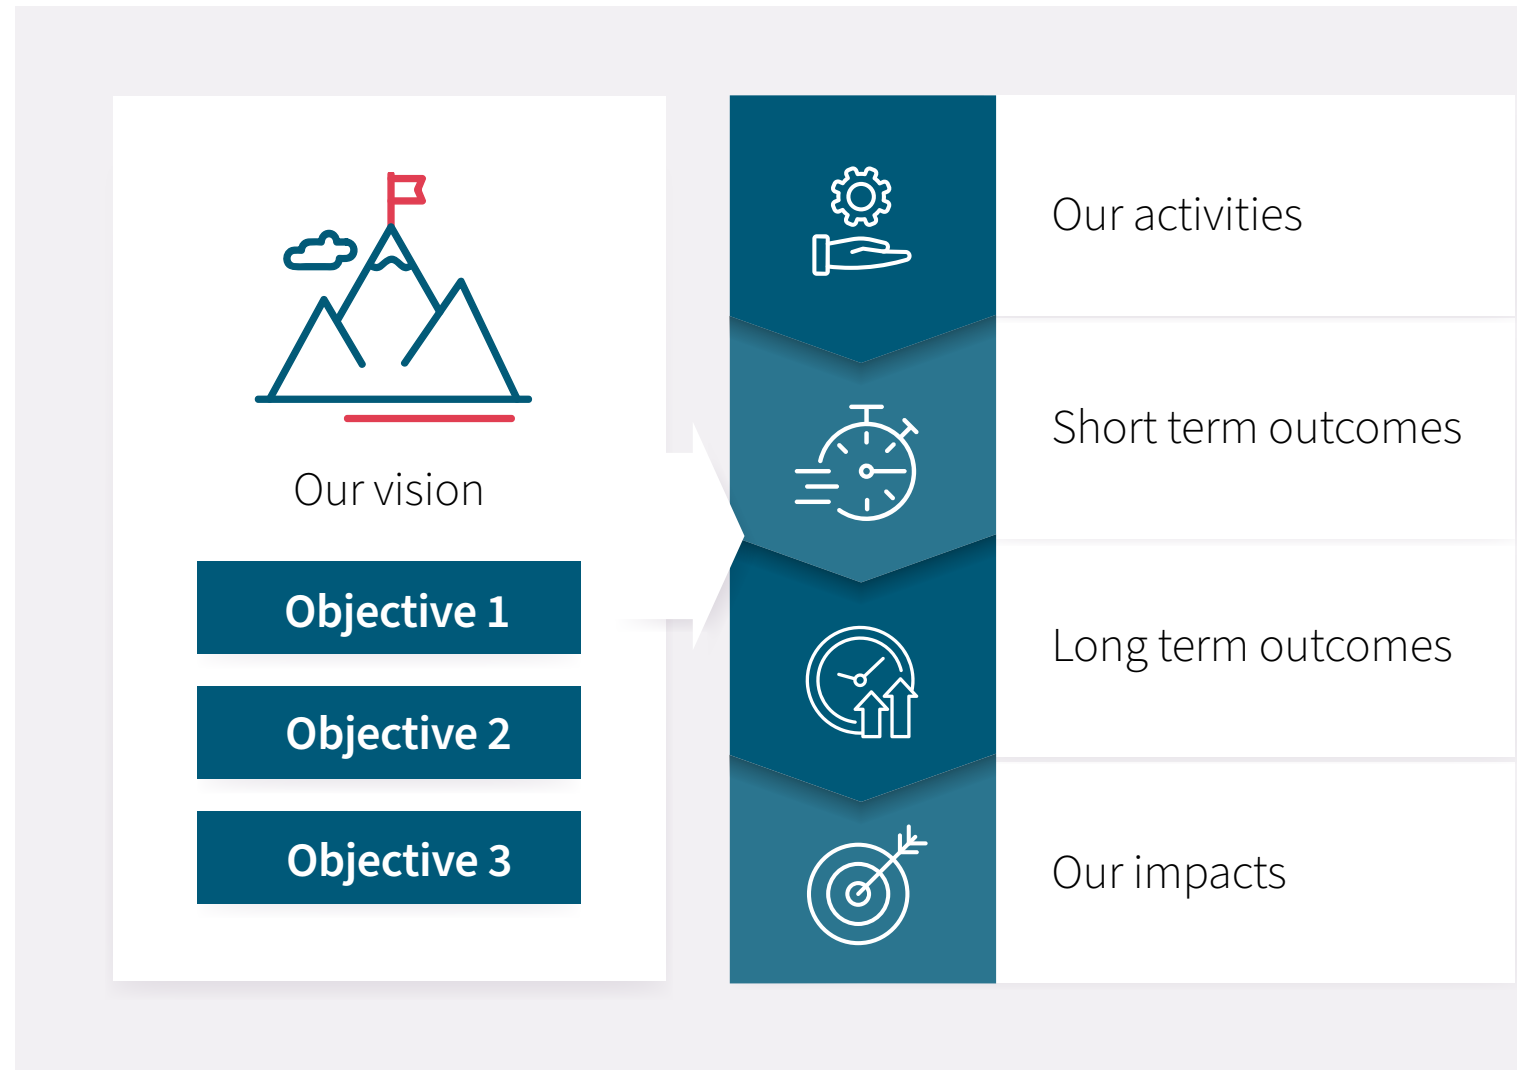 Our vision
Objective 1
Objective 2
Objective 3
Our activities
Short term outcomes
Long term outcomes
Our impacts